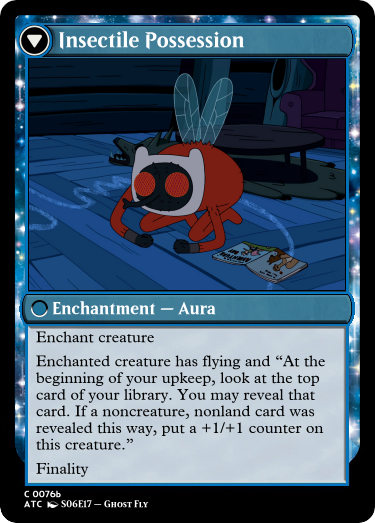 Insectile Possession
Enchantment — Aura
Enchant creature
Enchanted creature has flying and “At the
beginning of your upkeep, look at the top
card of your library. You may reveal that
card. If a noncreature, nonland card was
revealed this way, put a +1/+1 counter on
this creature.”
Finality
C 0076b
ATC S06E17 – Ghost Fly